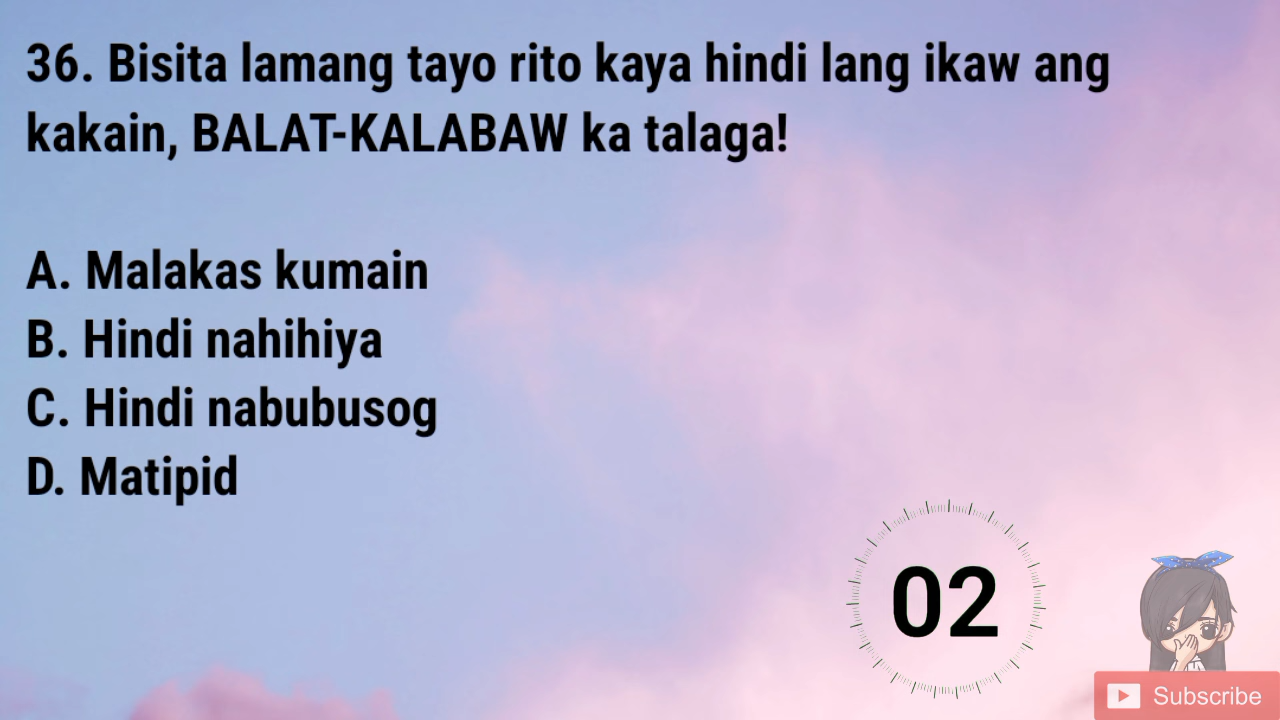 36. Bisita lamang tayo rito kaya hindi lang ikaw ang
kakain, BALAT-KALABAW ka talaga!
A. Malakas kumain
B. Hindi nahihiya
C. Hindi nabubusog
D. Matipid
02
Subscribe